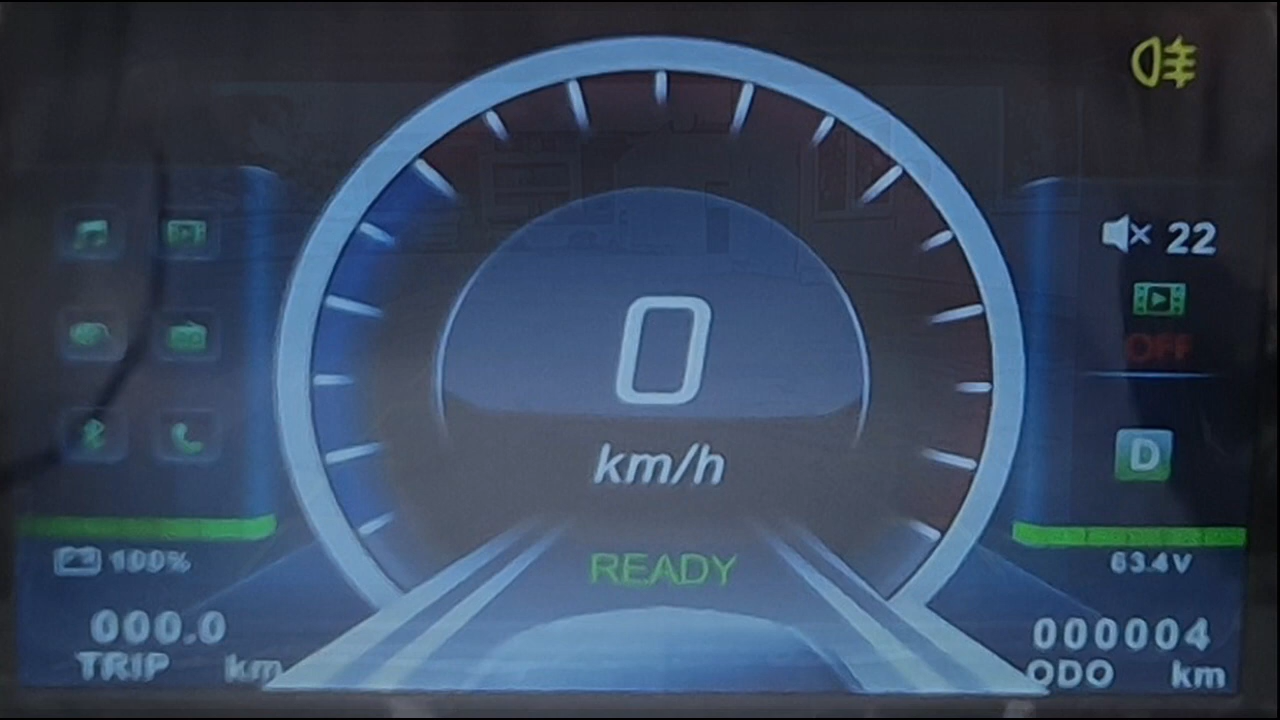 22
OFF
0
D
km/h
READY
100%
63.4V
000.0
TRIP km
000004
ODO km